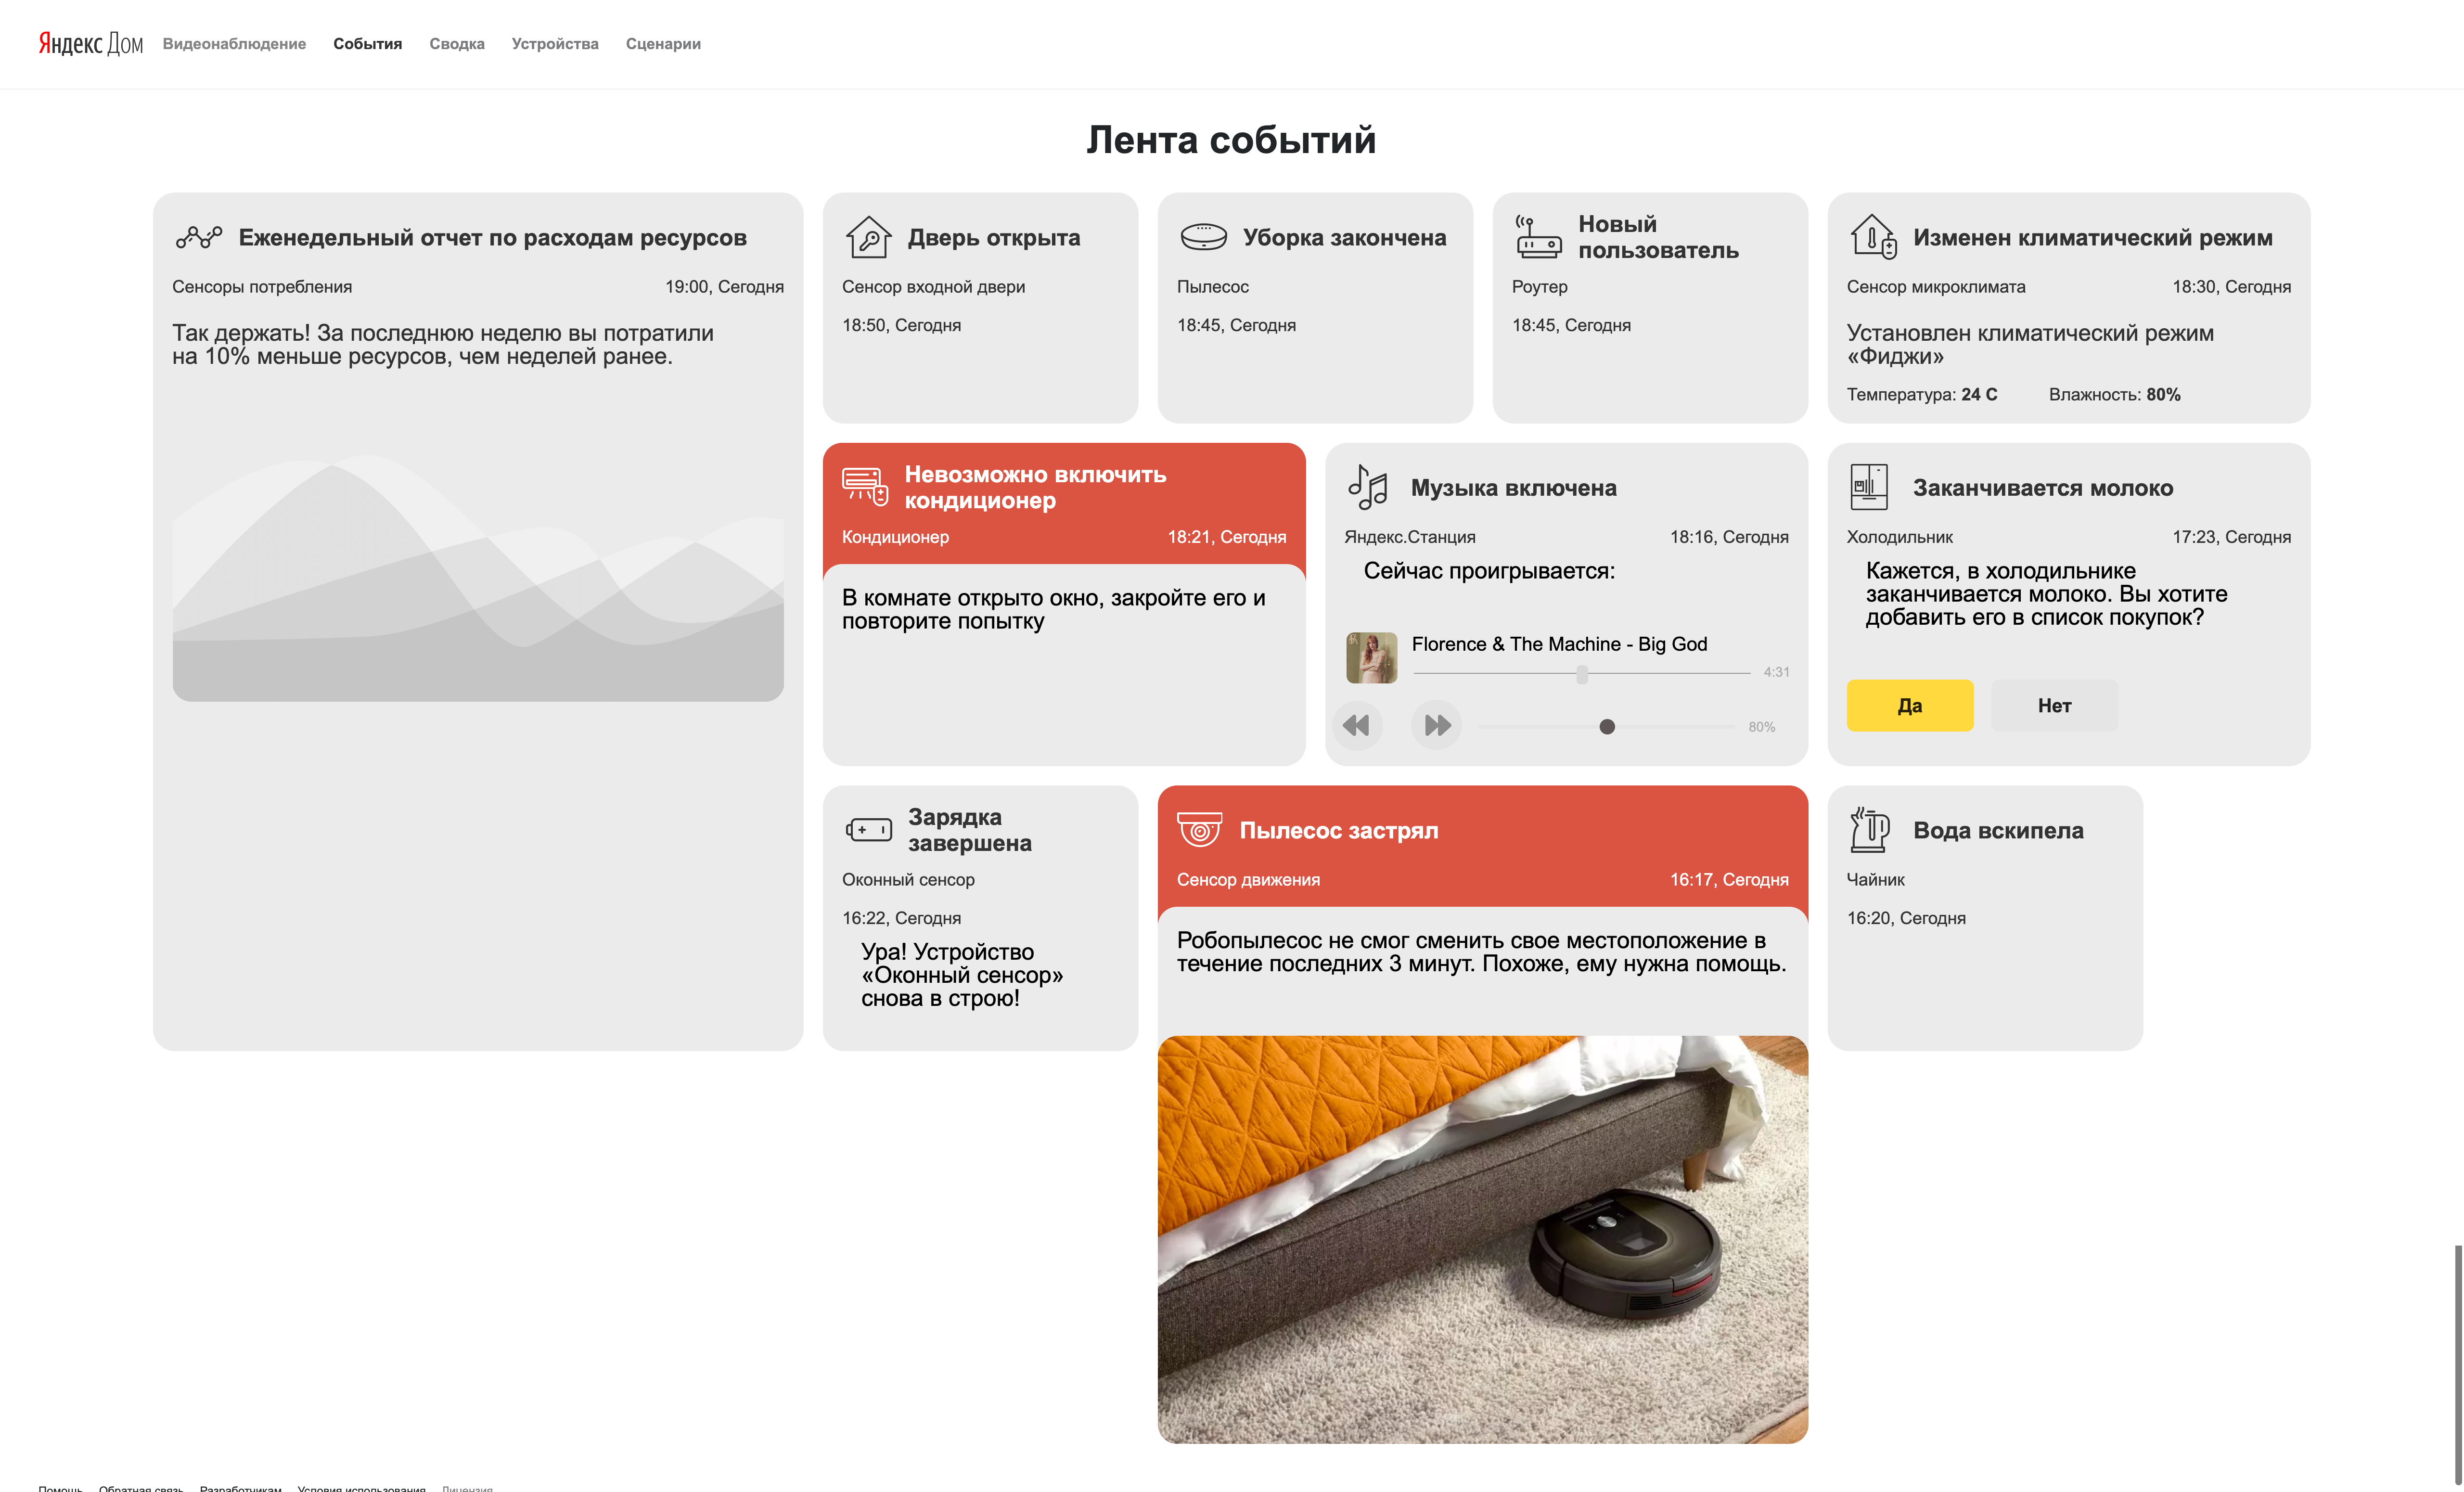 Яндекс Дом
Видеонаблюдение
События
Сводка
Устройства
Сценарии
Лента событий
Еженедельный отчет по расходам ресурсов
Сенсоры потребления
19:00, Сегодня
Так держать! За последнюю неделю вы потратили
на 10% меньше ресурсов, чем неделей ранее.
Дверь открыта
Сенсор входной двери
18:50, Сегодня
Уборка закончена
Пылесос
18:45, Сегодня
Новый
пользователь
Роутер
18:45, Сегодня
Изменен климатический режим
Сенсор микроклимата
18:30, Сегодня
Установлен климатический режим
«Фиджи»
Температура: 24 C
Влажность: 80%
Невозможно включить
кондиционер
Кондиционер
18:21, Сегодня
В комнате открыто окно, закройте его и
повторите попытку
Музыка включена
Яндекс.Станция
18:16, Сегодня
Сейчас проигрывается:
Florence & The Machine - Big God
4:31
80%
Заканчивается молоко
Холодильник
17:23, Сегодня
Кажется, в холодильнике
заканчивается молоко. Вы хотите
добавить его в список покупок?
Да
Нет
Зарядка
завершена
Оконный сенсор
16:22, Сегодня
Ура! Устройство
«Оконный сенсор»
снова в строю!
Пылесос застрял
Сенсор движения
16:17, Сегодня
Робопылесос не смог сменить свое местоположение в
течение последних 3 минут. Похоже, ему нужна помощь.
Вода вскипела
Чайник
16:20, Сегодня
Помощь
Обратная связь
Разработчикам
Условия использования
Лицензия